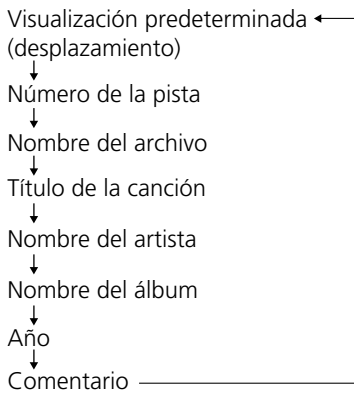 Visualización predeterminada
(desplazamiento)
Número de la pista
Nombre del archivo
Título de la canción
Nombre del artista
Nombre del álbum
Año
Comentario